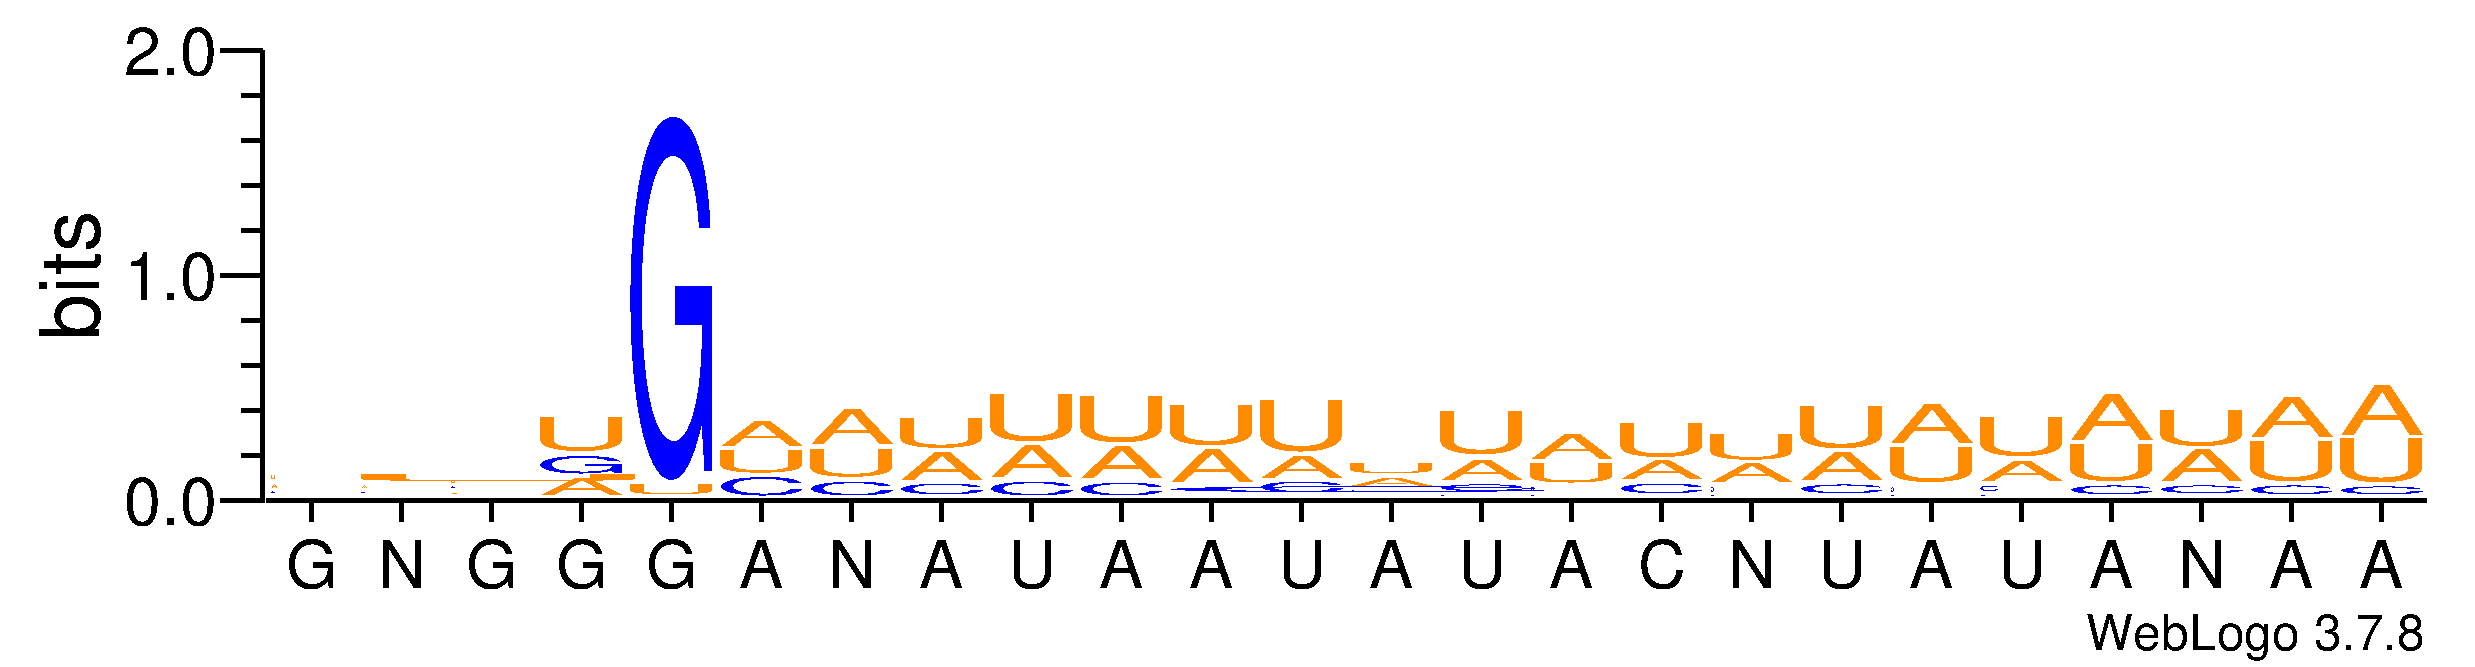 2.0
bits
1.0
0.0
G N G G G A N A U A A U A U A C N U A U A N A A
WebLogo 3.7.8